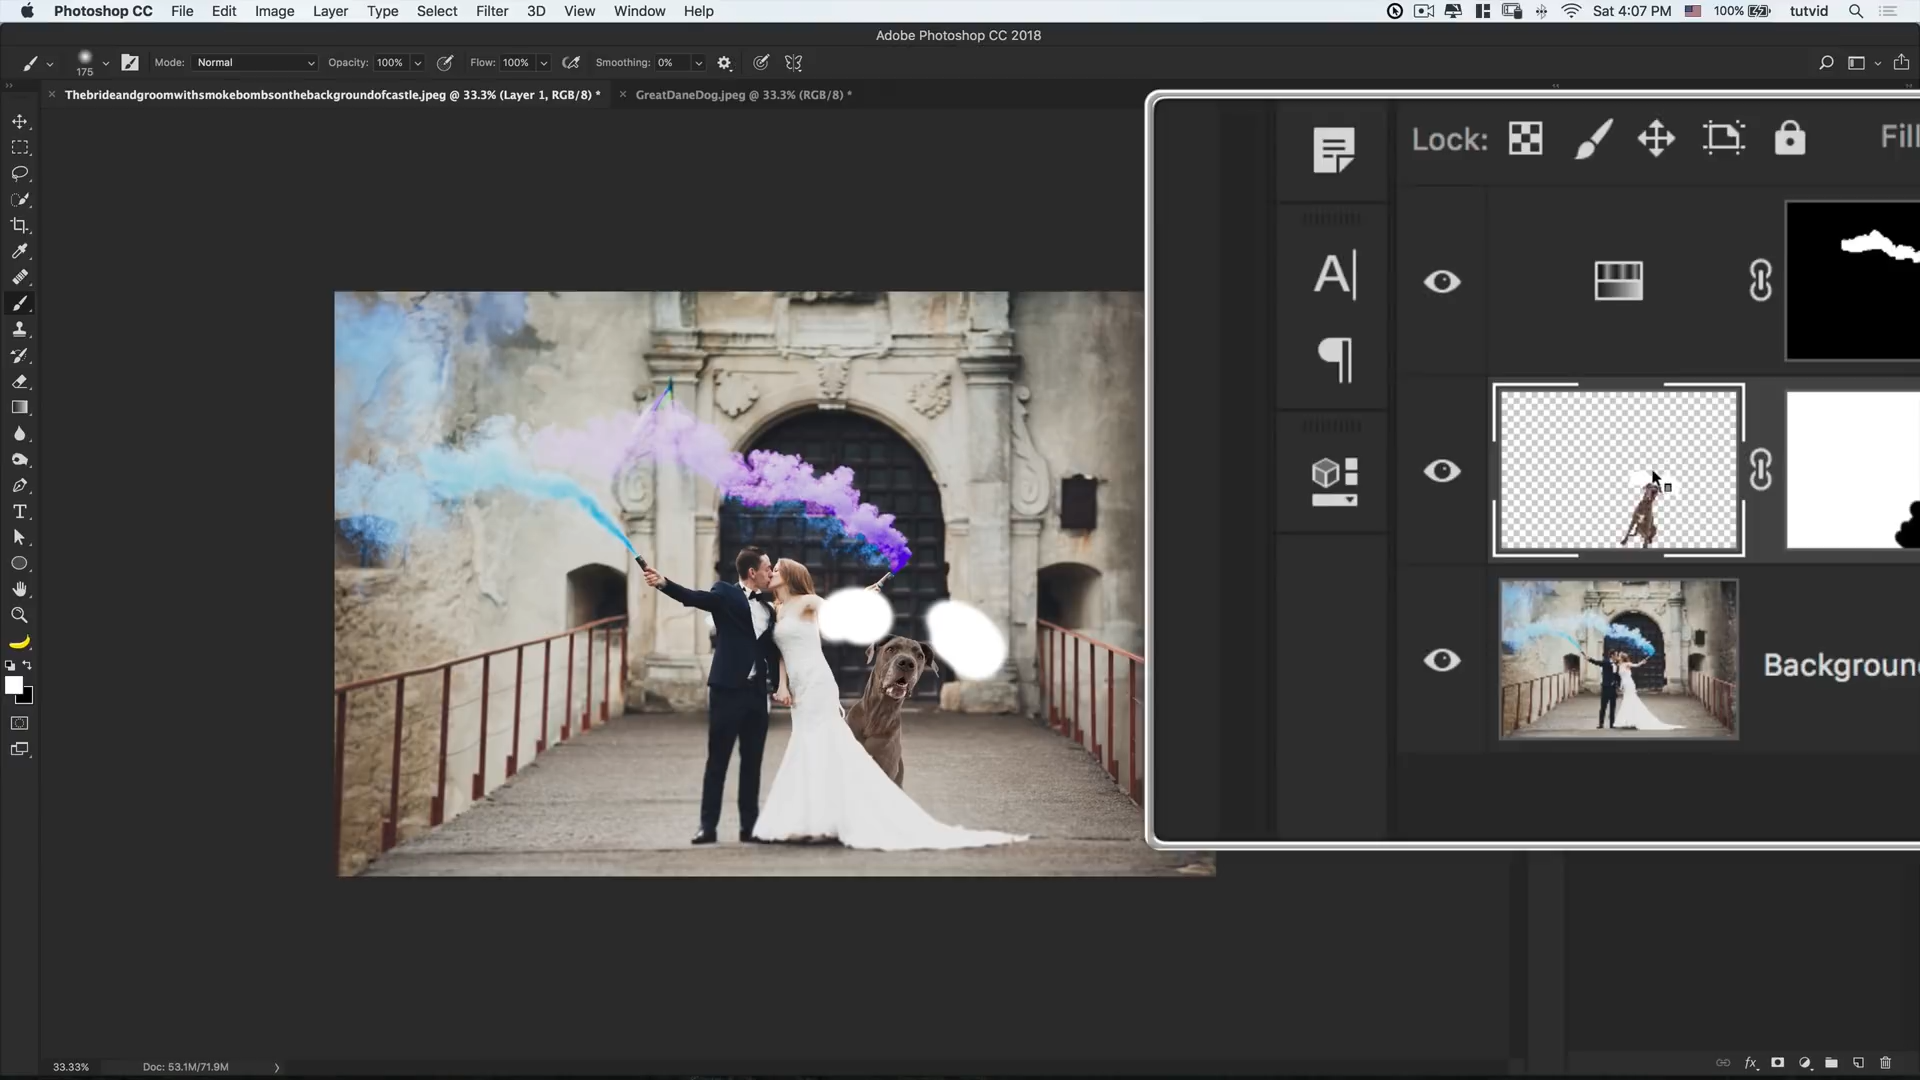 Photoshop CC File Edit Image Layer Type Select Filter 3D View Window Help Sat 4:07 PM 100% tutvid
Adobe Photoshop CC 2018
175 Mode: Normal Opacity: 100% Flow: 100% Smoothing: 0%
Thebrideandgroomwithsmokebombsonthebackgroundofcastle.jpeg @ 33.3% (Layer 1, RGB/8) * GreatDaneDog.jpeg @ 33.3% (RGB/8) *
Lock: Fill
Background
33.33% Doc: 53.1M/71.9M
fx